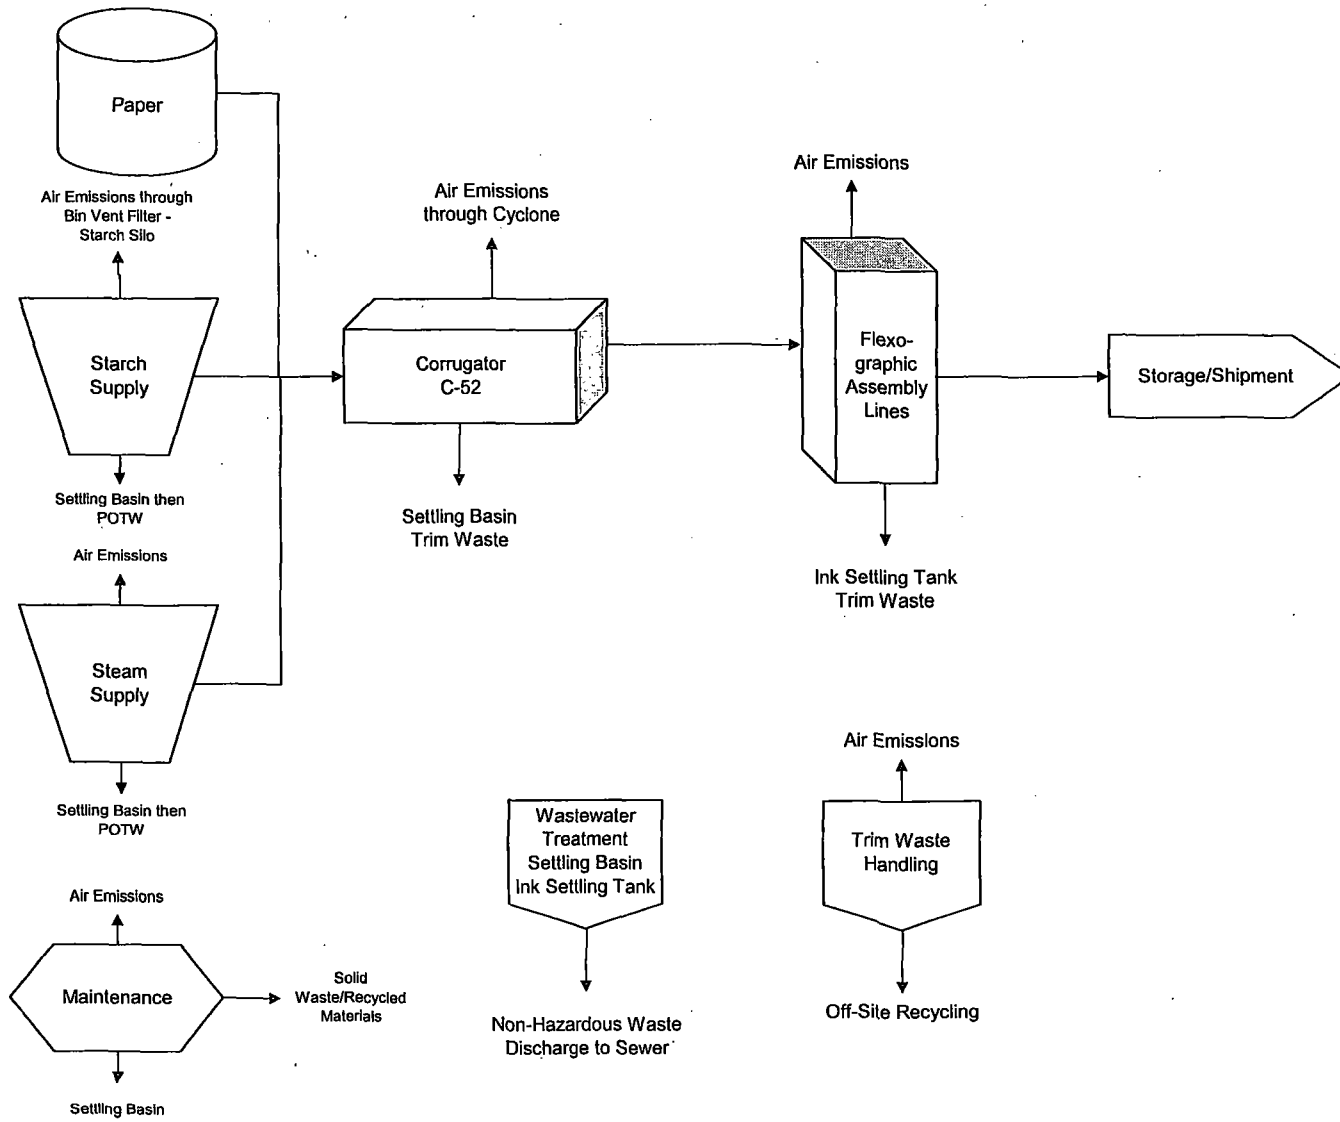 Paper
Air Emissions through
Bin Vent Filter -
Starch Silo
Starch
Supply
Settling Basin then
POTW
Air Emissions
Steam
Supply
Settling Basin then
POTW
Air Emissions
Maintenance
Solid
Waste/Recycled
Materials
Settling Basin
Air Emissions
through Cyclone
Corrugator
C-52
Settling Basin
Trim Waste
Air Emissions
Flexo-
graphic
Assembly
Lines
Ink Settling Tank
Trim Waste
Storage/Shipment
Wastewater
Treatment
Settling Basin
Ink Settling Tank
Non-Hazardous Waste
Discharge to Sewer
Air Emissions
Trim Waste
Handling
Off-Site Recycling